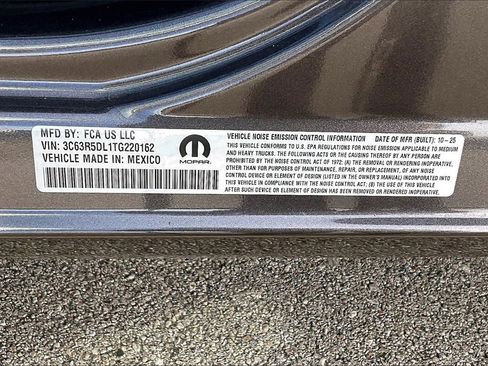 MFD BY: FCA US LLC
VIN: 3C63R5DL1TG220162
VEHICLE MADE IN: MEXICO
MOPAR
VEHICLE NOISE EMISSION CONTROL INFORMATION DATE OF MFR (BUILT): 10-25
THIS VEHICLE CONFORMS TO U.S. EPA REGULATIONS FOR NOISE EMISSION APPLICABLE TO MEDIUM
AND HEAVY TRUCKS. THE FOLLOWING ACTS OR THE CAUSING THEREOF BY ANY PERSON
ARE PROHIBITED BY THE NOISE CONTROL ACT OF 1972: (A) THE REMOVAL OR RENDERING INOPERATIVE,
OTHER THAN FOR PURPOSES OF MAINTENANCE, REPAIR, OR REPLACEMENT, OF ANY NOISE
CONTROL DEVICE OR ELEMENT OF DESIGN (LISTED IN THE OWNER'S MANUAL) INCORPORATED
INTO THIS VEHICLE IN COMPLIANCE WITH THE NOISE CONTROL ACT: (B) THE USE OF THIS VEHICLE
AFTER SUCH DEVICE OR ELEMENT OF DESIGN HAS BEEN REMOVED OR RENDERED INOPERATIVE.